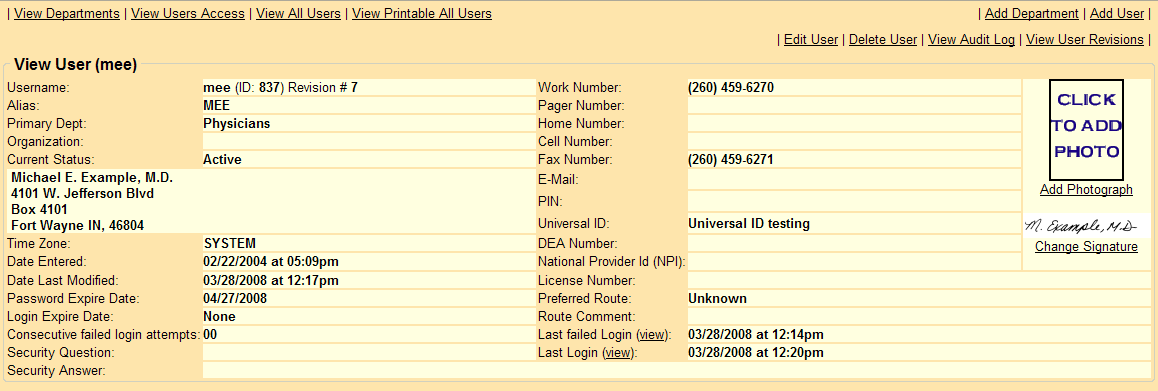 | View Departments | View Users Access | View All Users | View Printable All Users | Add Department | Add User |
| Edit User | Delete User | View Audit Log | View User Revisions |
View User (mee)
Username: mee (ID: 837) Revision # 7 Work Number: (260) 459-6270
Alias: MEE Pager Number:
Primary Dept: Physicians Home Number:
Organization: Cell Number:
Current Status: Active Fax Number: (260) 459-6271
CLICK
TO ADD
PHOTO
Add Photograph
Michael E. Example, M.D. E-Mail:
4101 W. Jefferson Blvd
Box 4101 PIN:
Fort Wayne IN, 46804 Universal ID: Universal ID testing
M. Example, M.D
Change Signature
Time Zone: SYSTEM DEA Number:
Date Entered: 02/22/2004 at 05:09pm National Provider Id (NPI):
Date Last Modified: 03/28/2008 at 12:17pm License Number:
Password Expire Date: 04/27/2008 Preferred Route: Unknown
Login Expire Date: None Route Comment:
Consecutive failed login attempts: 00 Last failed Login (view): 03/28/2008 at 12:14pm
Security Question: Last Login (view): 03/28/2008 at 12:20pm
Security Answer: